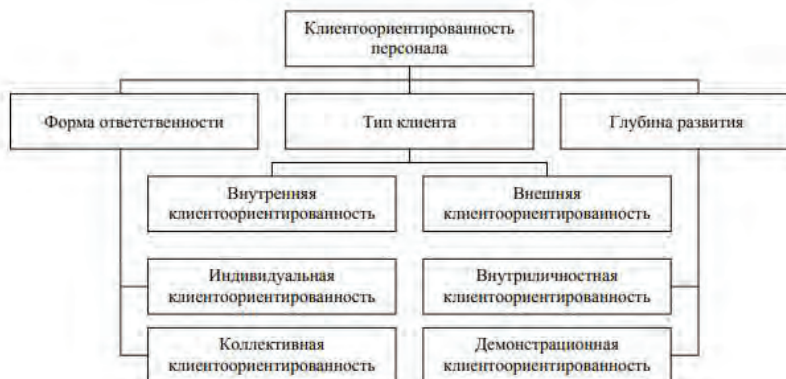 Клиентоориентированность
персонала
Форма ответственности
Тип клиента
Глубина развития
Внутренняя
клиентоориентированность
Внешняя
клиентоориентированность
Индивидуальная
клиентоориентированность
Внутриличностная
клиентоориентированность
Коллективная
клиентоориентированность
Демонстрационная
клиентоориентированность